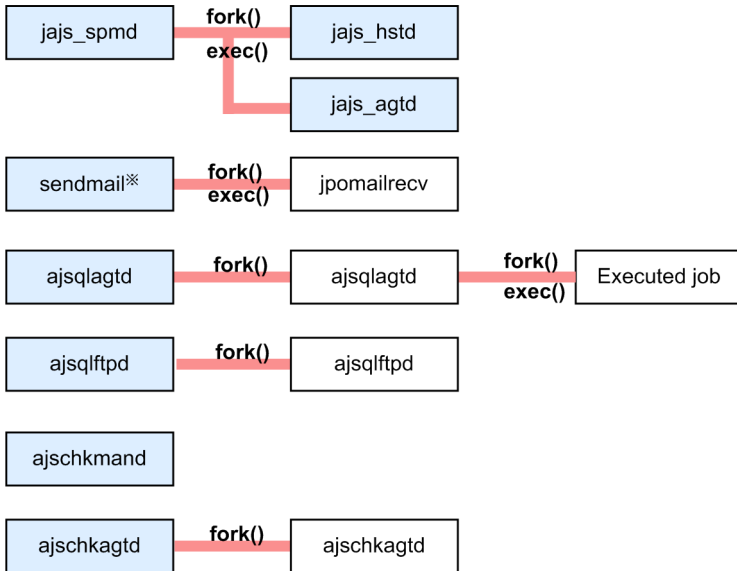 jajs_spmd
fork()
exec()
jajs_hstd
jajs_agtd
sendmail※
fork()
exec()
jpomailrecv
ajsqlagtd
fork()
ajsqlagtd
fork()
exec()
Executed job
ajsqlftpd
fork()
ajsqlftpd
ajschkmand
ajschkagtd
fork()
ajschkagtd